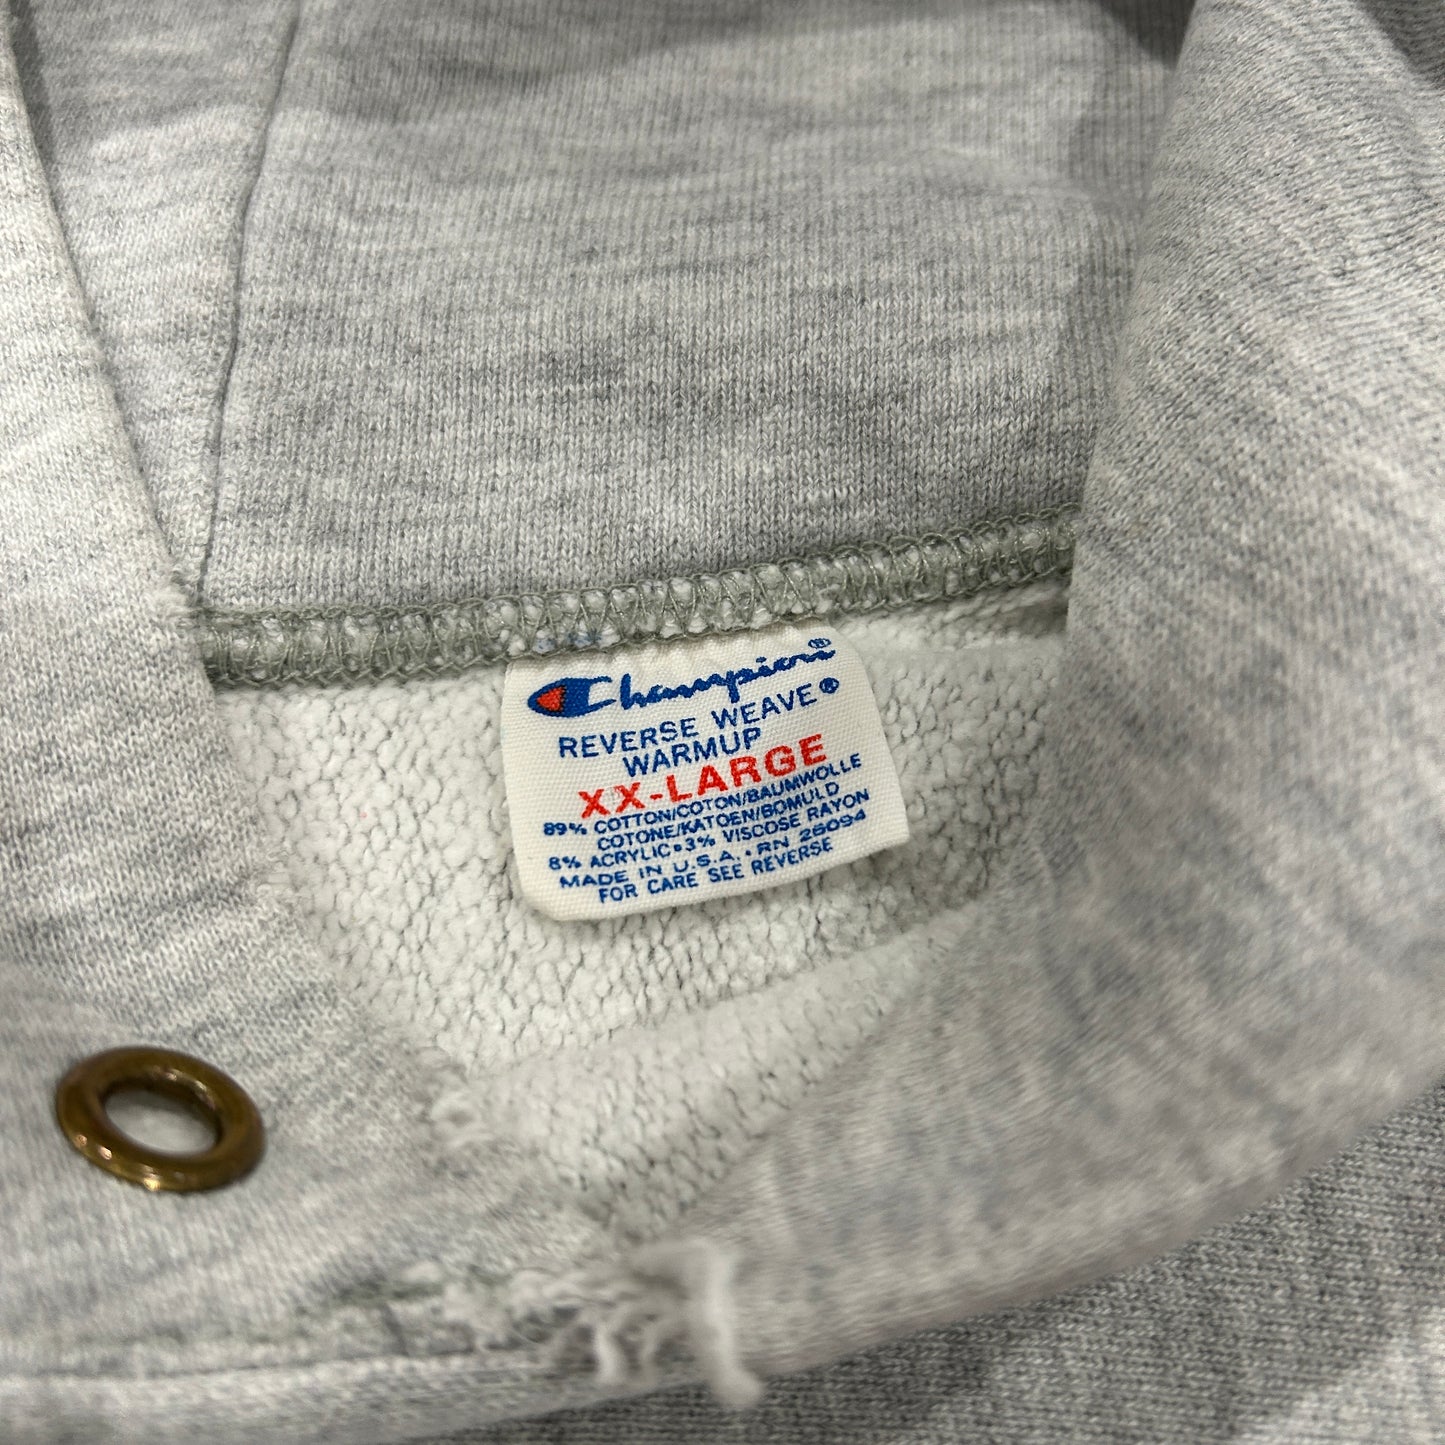 Champion®
REVERSE WEAVE®
WARMUP
XX-LARGE
89% COTTON/COTON/BAUMWOLLE
COTONE/KATOEN/BOMULD
8% ACRYLIC•3% VISCOSE RAYON
MADE IN U.S.A. • RN 26094
FOR CARE SEE REVERSE